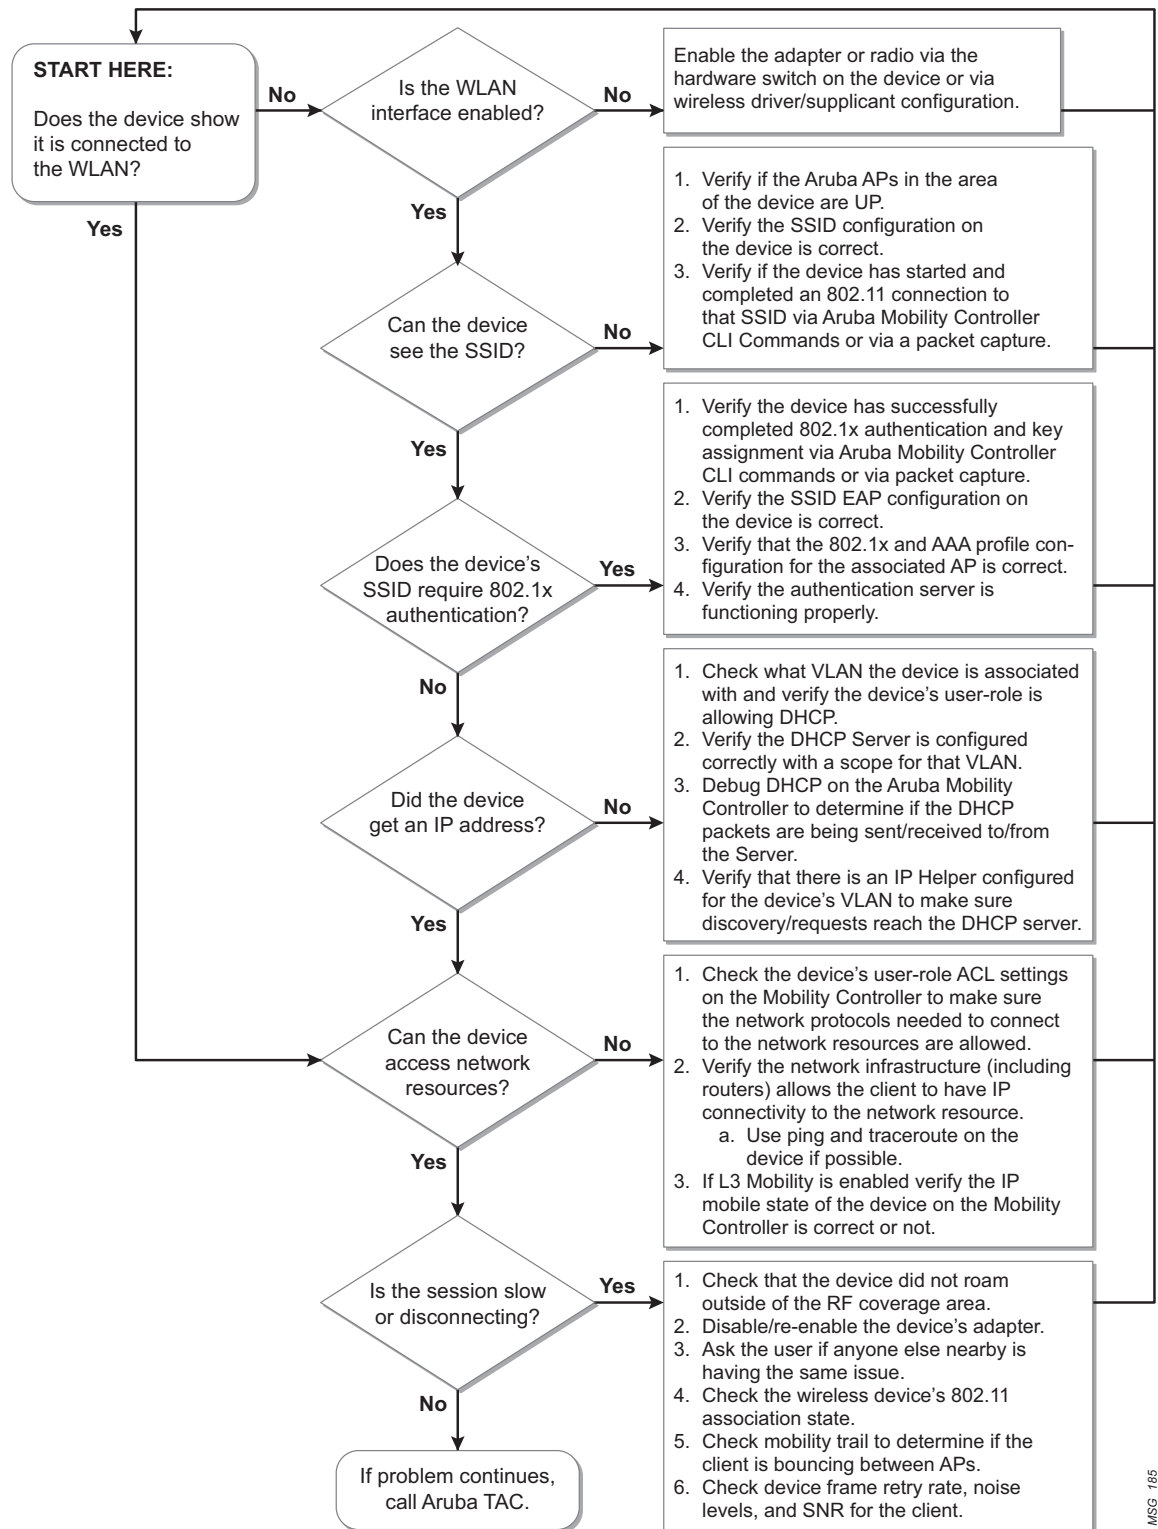 START HERE:
Does the device show
it is connected to
the WLAN?
No
Is the WLAN
interface enabled?
No
Enable the adapter or radio via the
hardware switch on the device or via
wireless driver/supplicant configuration.
Yes
Yes
1. Verify if the Aruba APs in the area
of the device are UP.
2. Verify the SSID configuration on
the device is correct.
3. Verify if the device has started and
completed an 802.11 connection to
that SSID via Aruba Mobility Controller
CLI Commands or via a packet capture.
Can the device
see the SSID?
No
Yes
1. Verify the device has successfully
completed 802.1x authentication and key
assignment via Aruba Mobility Controller
CLI commands or via packet capture.
2. Verify the SSID EAP configuration on
the device is correct.
3. Verify that the 802.1x and AAA profile con-
figuration for the associated AP is correct.
4. Verify the authentication server is
functioning properly.
Does the device's
SSID require 802.1x
authentication?
Yes
No
1. Check what VLAN the device is associated
with and verify the device's user-role is
allowing DHCP.
2. Verify the DHCP Server is configured
correctly with a scope for that VLAN.
3. Debug DHCP on the Aruba Mobility
Controller to determine if the DHCP
packets are being sent/received to/from
the Server.
4. Verify that there is an IP Helper configured
for the device's VLAN to make sure
discovery/requests reach the DHCP server.
Did the device
get an IP address?
No
Yes
1. Check the device's user-role ACL settings
on the Mobility Controller to make sure
the network protocols needed to connect
to the network resources are allowed.
2. Verify the network infrastructure (including
routers) allows the client to have IP
connectivity to the network resource.
a. Use ping and traceroute on the
device if possible.
3. If L3 Mobility is enabled verify the IP
mobile state of the device on the Mobility
Controller is correct or not.
Can the device
access network
resources?
No
Yes
Is the session slow
or disconnecting?
Yes
1. Check that the device did not roam
outside of the RF coverage area.
2. Disable/re-enable the device's adapter.
3. Ask the user if anyone else nearby is
having the same issue.
4. Check the wireless device's 802.11
association state.
5. Check mobility trail to determine if the
client is bouncing between APs.
6. Check device frame retry rate, noise
levels, and SNR for the client.
No
If problem continues,
call Aruba TAC.
MSG_185